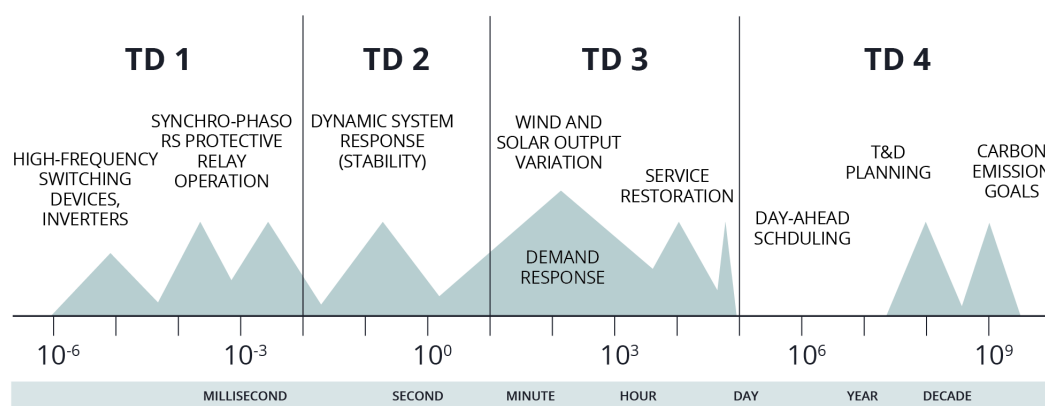 TD 1
TD 2
TD 3
TD 4
HIGH-FREQUENCY
SWITCHING
DEVICES,
INVERTERS
SYNCHRO-PHASO
RS PROTECTIVE
RELAY
OPERATION
DYNAMIC SYSTEM
RESPONSE
(STABILITY)
WIND AND
SOLAR OUTPUT
VARIATION
DEMAND
RESPONSE
SERVICE
RESTORATION
DAY-AHEAD
SCHDULING
T&D
PLANNING
CARBON
EMISSION
GOALS
10-6
10-3
100
103
106
109
MILLISECOND
SECOND
MINUTE
HOUR
DAY
YEAR
DECADE